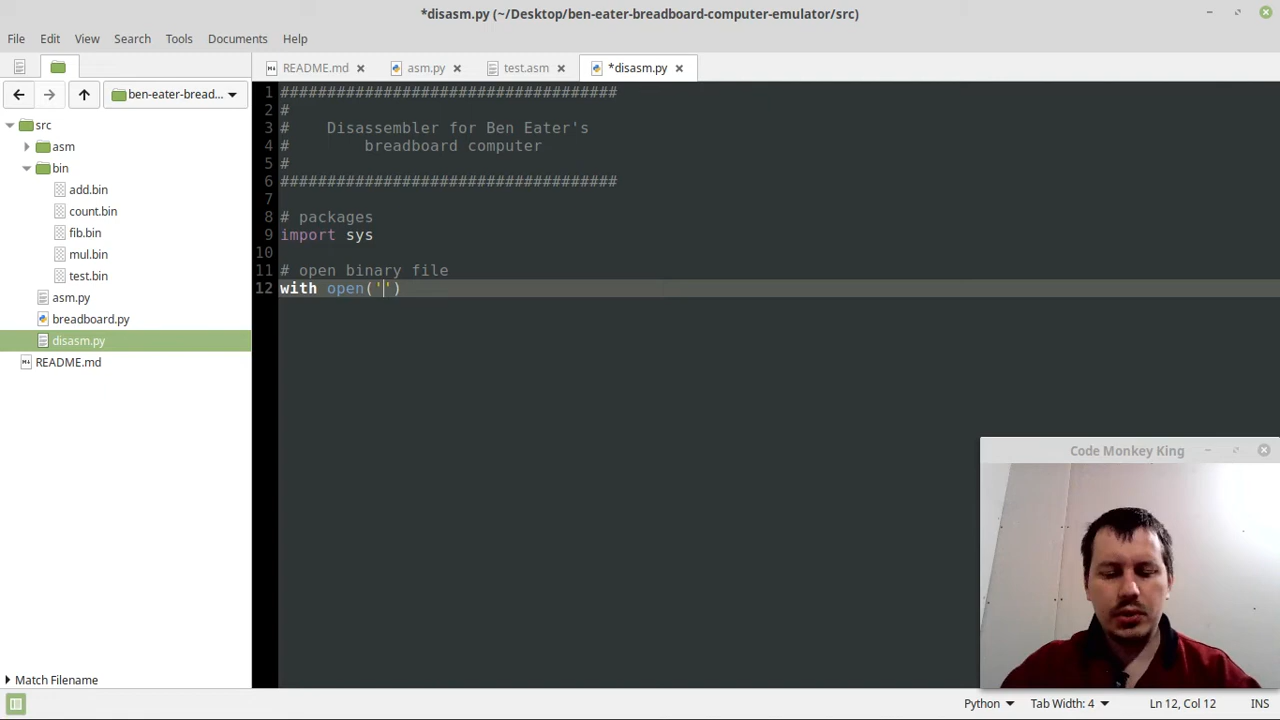 *disasm.py (~/Desktop/ben-eater-breadboard-computer-emulator/src)
File Edit View Search Tools Documents Help
README.md asm.py test.asm *disasm.py
ben-eater-bread...
src
asm
bin
add.bin
count.bin
fib.bin
mul.bin
test.bin
asm.py
breadboard.py
disasm.py
README.md
Match Filename
1 ####################################
2 #
3 # Disassembler for Ben Eater's
4 # breadboard computer
5 #
6 ####################################
7
8 # packages
9 import sys
10
11 # open binary file
12 with open('')
Code Monkey King
Python Tab Width: 4 Ln 12, Col 12 INS